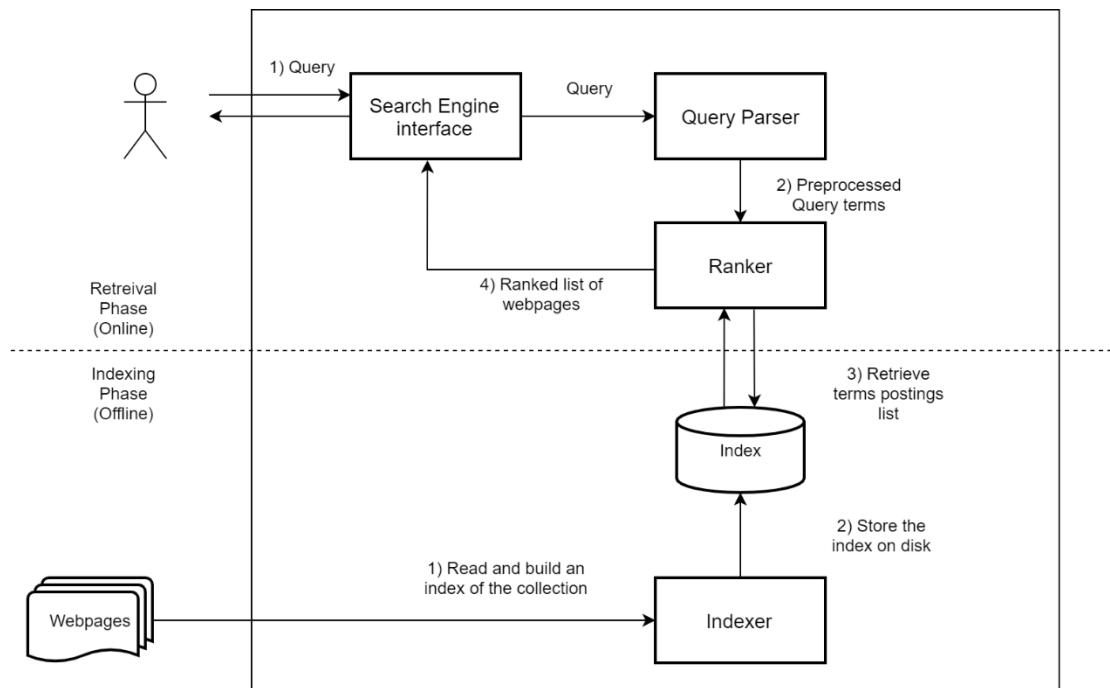 1) Query
Search Engine
interface
Query
Query Parser
2) Preprocessed
Query terms
Ranker
4) Ranked list of
webpages
Retreival
Phase
(Online)
Indexing
Phase
(Offline)
3) Retrieve
terms postings
list
Index
2) Store the
index on disk
1) Read and build an
index of the collection
Webpages
Indexer